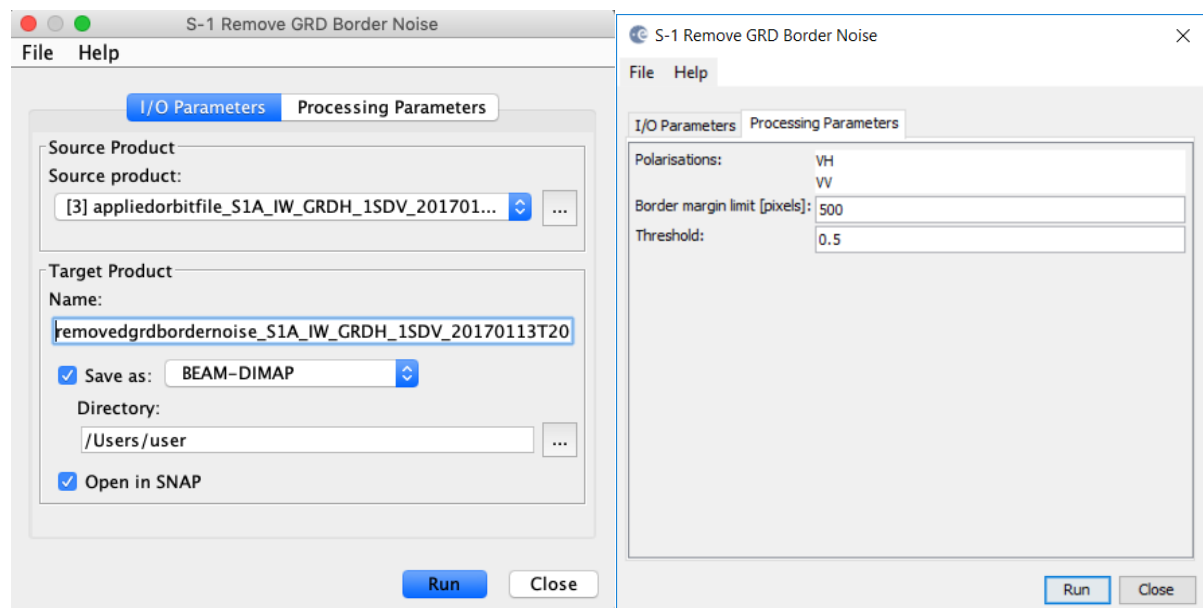 S-1 Remove GRD Border Noise
File Help
I/O Parameters Processing Parameters
Source Product
Source product:
[3] appliedorbitfile_S1A_IW_GRDH_1SDV_201701... ...
Target Product
Name:
removedgrdbordernoise_S1A_IW_GRDH_1SDV_20170113T20
Save as: BEAM-DIMAP
Directory:
/Users/user ...
Open in SNAP
Run Close
S-1 Remove GRD Border Noise
File Help
I/O Parameters Processing Parameters
Polarisations: VH
VV
Border margin limit [pixels]: 500
Threshold: 0.5
Run Close